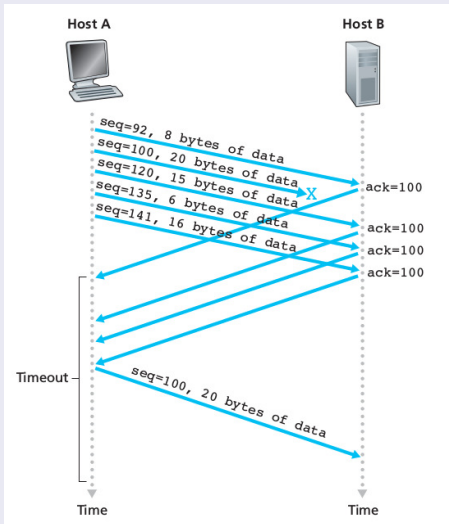 Host A
Host B
seq=92, 8 bytes of data
seq=100, 20 bytes of data
seq=120, 15 bytes of data
seq=135, 6 bytes of data
seq=141, 16 bytes of data
X
ack=100
ack=100
ack=100
ack=100
Timeout
seq=100, 20 bytes of data
Time
Time